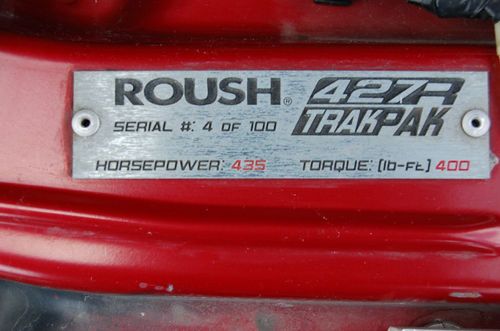 ROUSH® 427R
SERIAL #: 4 OF 100 TRAKPAK
HORSEPOWER: 435 TORQUE: (lb-Ft) 400